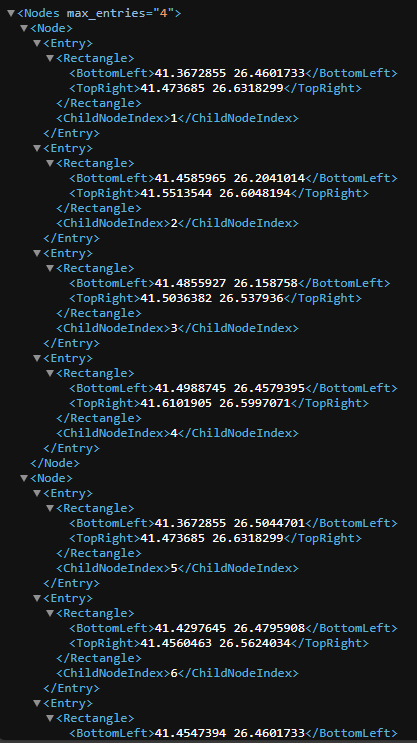 ▼<Nodes max_entries="4">
▼<Node>
▼<Entry>
▼<Rectangle>
<BottomLeft>41.3672855 26.4601733</BottomLeft>
<TopRight>41.473685 26.6318299</TopRight>
</Rectangle>
<ChildNodeIndex>1</ChildNodeIndex>
</Entry>
▼<Entry>
▼<Rectangle>
<BottomLeft>41.4585965 26.2041014</BottomLeft>
<TopRight>41.5513544 26.6048194</TopRight>
</Rectangle>
<ChildNodeIndex>2</ChildNodeIndex>
</Entry>
▼<Entry>
▼<Rectangle>
<BottomLeft>41.4855927 26.158758</BottomLeft>
<TopRight>41.5036382 26.537936</TopRight>
</Rectangle>
<ChildNodeIndex>3</ChildNodeIndex>
</Entry>
▼<Entry>
▼<Rectangle>
<BottomLeft>41.4988745 26.4579395</BottomLeft>
<TopRight>41.6101905 26.5997071</TopRight>
</Rectangle>
<ChildNodeIndex>4</ChildNodeIndex>
</Entry>
</Node>
▼<Node>
▼<Entry>
▼<Rectangle>
<BottomLeft>41.3672855 26.5044701</BottomLeft>
<TopRight>41.473685 26.6318299</TopRight>
</Rectangle>
<ChildNodeIndex>5</ChildNodeIndex>
</Entry>
▼<Entry>
▼<Rectangle>
<BottomLeft>41.4297645 26.4795908</BottomLeft>
<TopRight>41.4560463 26.5624034</TopRight>
</Rectangle>
<ChildNodeIndex>6</ChildNodeIndex>
</Entry>
▼<Entry>
▼<Rectangle>
<BottomLeft>41.4547394 26.4601733</BottomLeft>